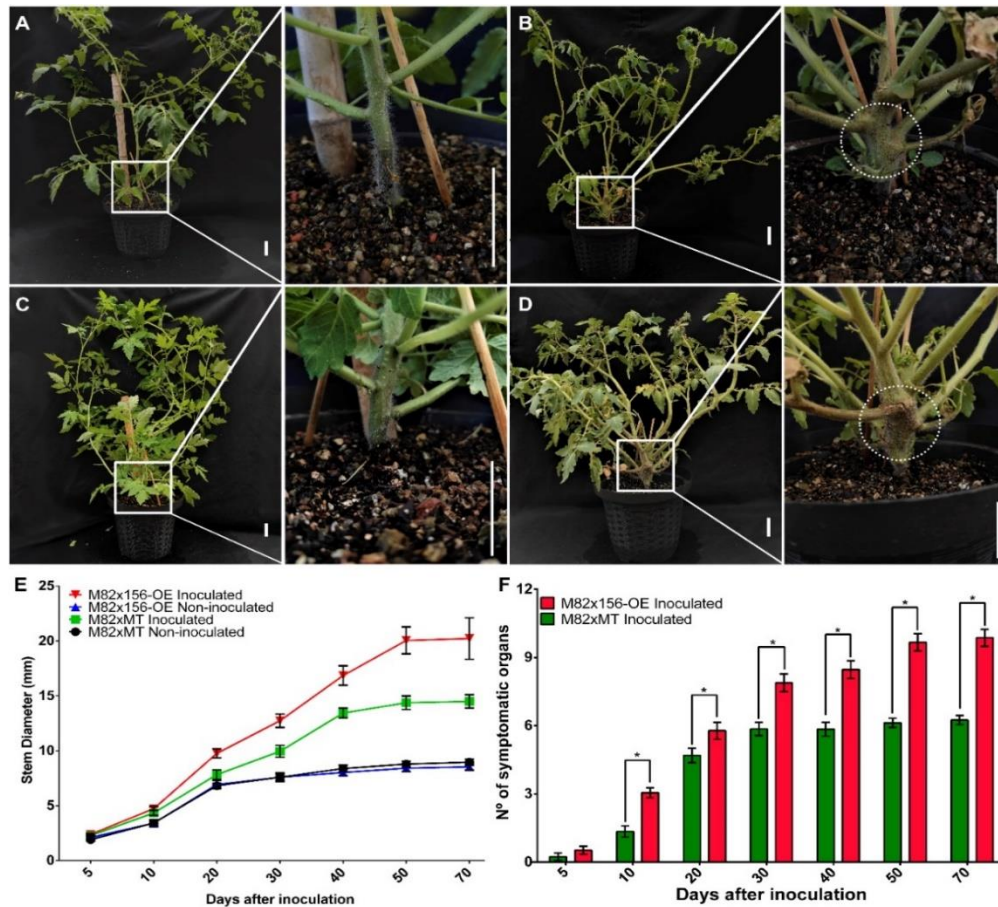 A
B
C
D
E
25
20
15
10
5
0
Stem Diameter (mm)
M82x156-OE Inoculated
M82x156-OE Non-inoculated
M82xMT Inoculated
M82xMT Non-inoculated
5 10 20 30 40 50 70
Days after inoculation
F
12
9
6
3
0
Nº of symptomatic organs
M82x156-OE Inoculated
M82xMT Inoculated
* * * * * *
5 10 20 30 40 50 70
Days after inoculation